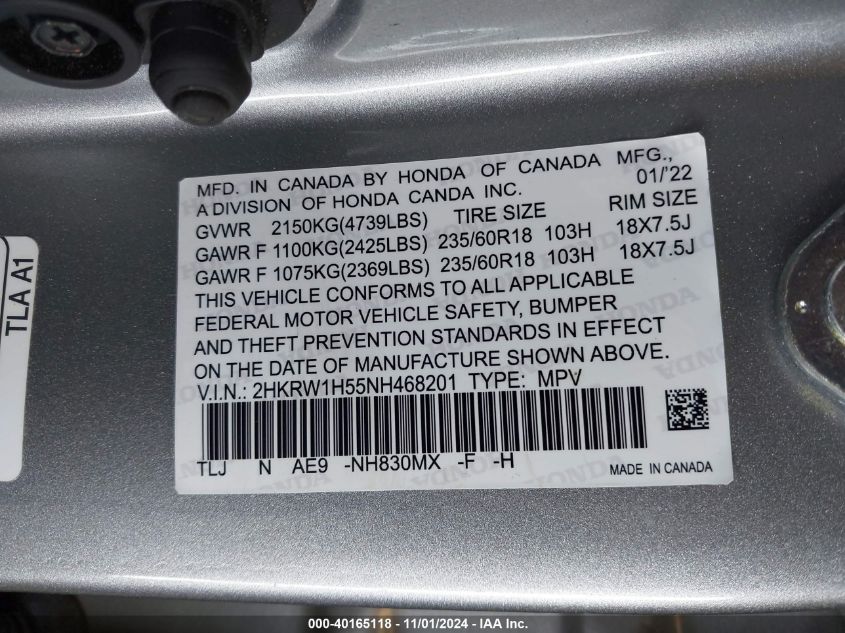 MFD. IN CANADA BY HONDA OF CANADA MFG.,
A DIVISION OF HONDA CANDA INC. 01/'22
GVWR 2150KG(4739LBS) TIRE SIZE RIM SIZE
GAWR F 1100KG(2425LBS) 235/60R18 103H 18X7.5J
GAWR F 1075KG(2369LBS) 235/60R18 103H 18X7.5J
THIS VEHICLE CONFORMS TO ALL APPLICABLE
FEDERAL MOTOR VEHICLE SAFETY, BUMPER
AND THEFT PREVENTION STANDARDS IN EFFECT
ON THE DATE OF MANUFACTURE SHOWN ABOVE.
V.I.N.: 2HKRW1H55NH468201 TYPE: MPV
TLJ N AE9 -NH830MX -F -H
MADE IN CANADA
TLA A1
000-40165118 - 11/01/2024 - IAA Inc.